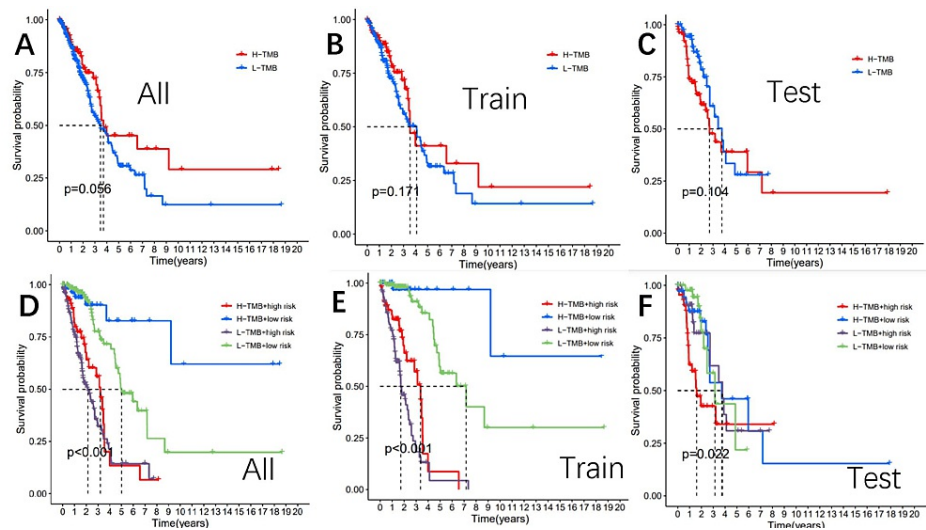 A
Survival probability
1.00
0.75
0.50
0.25
0.00
H-TMB
L-TMB
All
p=0.056
0 1 2 3 4 5 6 7 8 9 10 11 12 13 14 15 16 17 18 19 20
Time(years)
B
Survival probability
1.00
0.75
0.50
0.25
0.00
H-TMB
L-TMB
Train
p=0.171
0 1 2 3 4 5 6 7 8 9 10 11 12 13 14 15 16 17 18 19 20
Time(years)
C
Survival probability
1.00
0.75
0.50
0.25
0.00
H-TMB
L-TMB
Test
p=0.104
0 1 2 3 4 5 6 7 8 9 10 11 12 13 14 15 16 17 18 19 20
Time(years)
D
Survival probability
1.00
0.75
0.50
0.25
0.00
H-TMB+high risk
H-TMB+low risk
L-TMB+high risk
L-TMB+low risk
p<0.001
All
0 1 2 3 4 5 6 7 8 9 10 11 12 13 14 15 16 17 18 19 20
Time(years)
E
Survival probability
1.00
0.75
0.50
0.25
0.00
H-TMB+high risk
H-TMB+low risk
L-TMB+high risk
L-TMB+low risk
p<0.001
Train
0 1 2 3 4 5 6 7 8 9 10 11 12 13 14 15 16 17 18 19 20
Time(years)
F
Survival probability
1.00
0.75
0.50
0.25
0.00
H-TMB+high risk
H-TMB+low risk
L-TMB+high risk
L-TMB+low risk
p=0.022
Test
0 1 2 3 4 5 6 7 8 9 10 11 12 13 14 15 16 17 18 19 20
Time(years)